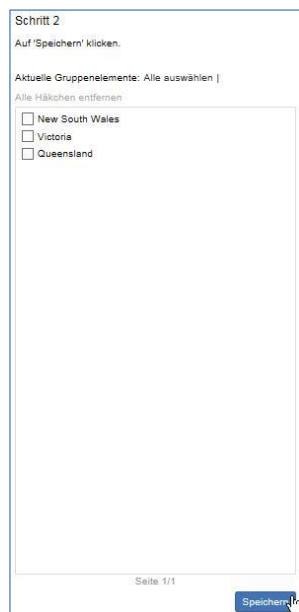 Schritt 2
Auf 'Speichern' klicken.
Aktuelle Gruppenelemente: Alle auswählen |
Alle Häkchen entfernen
New South Wales
Victoria
Queensland
Seite 1/1
Speichern